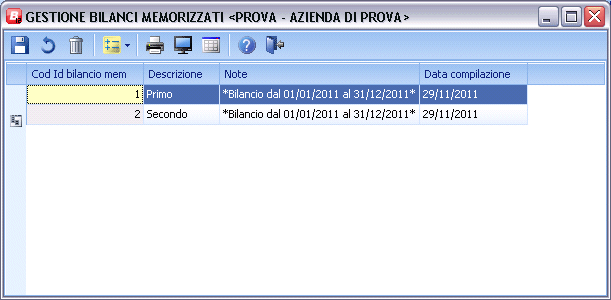 GESTIONE BILANCI MEMORIZZATI <PROVA - AZIENDA DI PROVA>
Cod Id bilancio mem Descrizione Note Data compilazione
1 Primo *Bilancio dal 01/01/2011 al 31/12/2011* 29/11/2011
2 Secondo *Bilancio dal 01/01/2011 al 31/12/2011* 29/11/2011